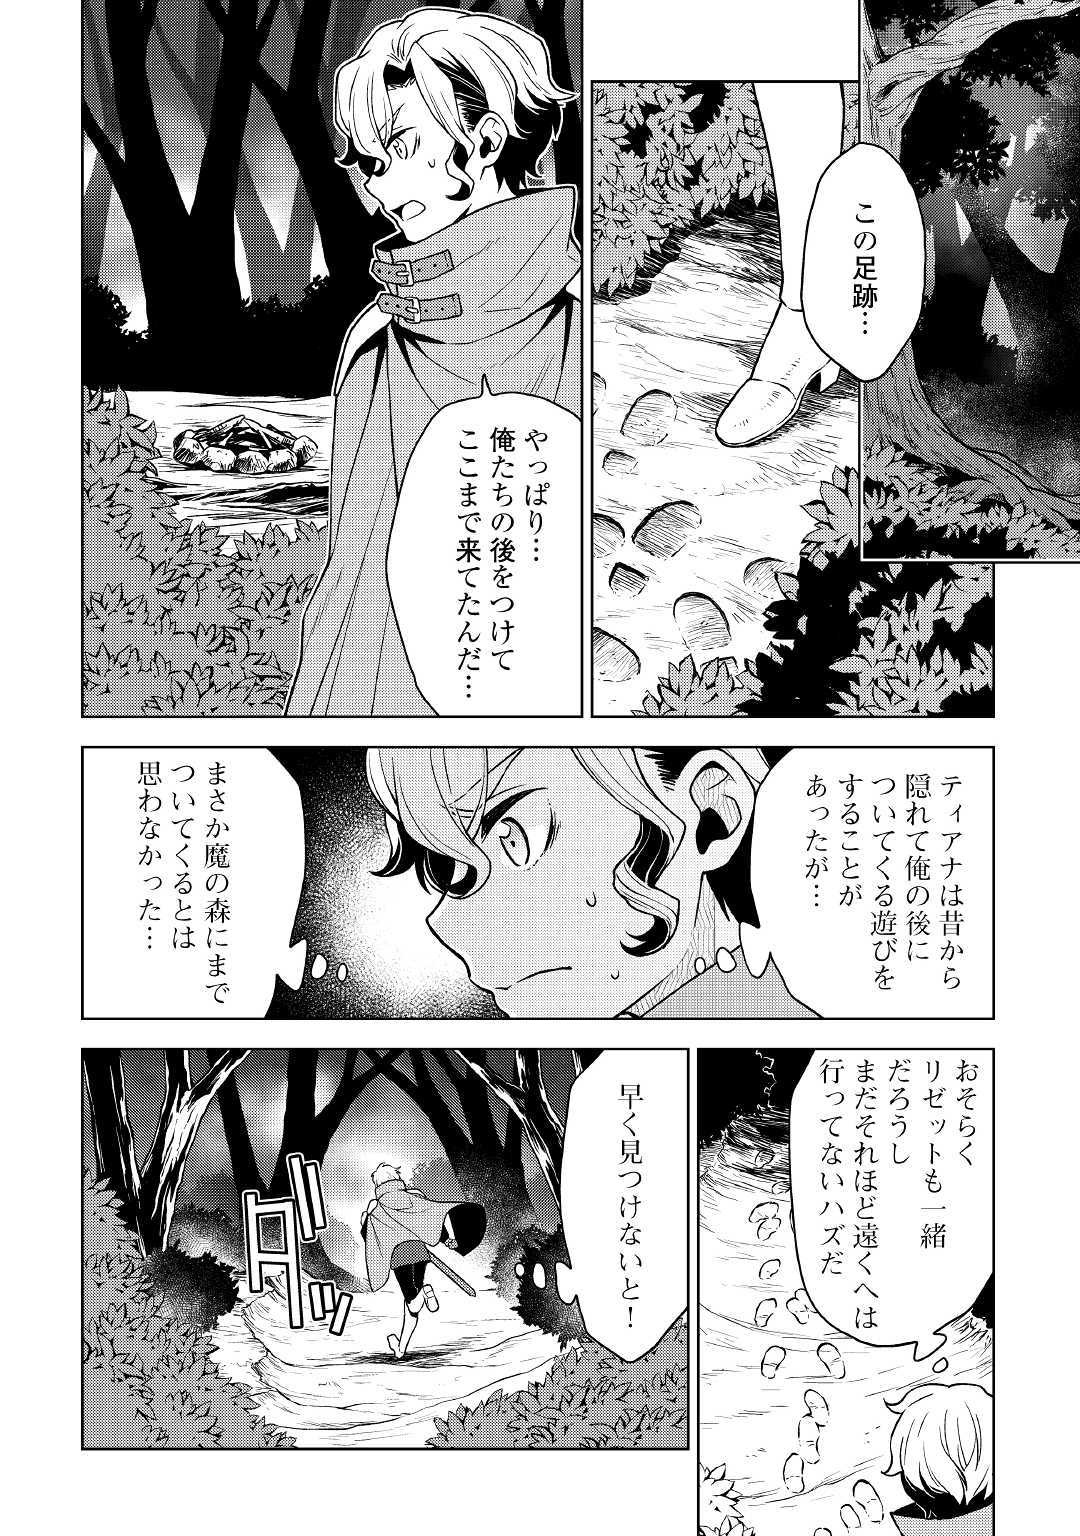 この足跡…
やっぱり…
俺たちの後をつけて
ここまで来てたんだ…
ティアナは昔から
隠れて俺の後に
ついてくる遊びを
することが
あったが…
まさか魔の森にまで
ついてくるとは
思わなかった…
おそらく
リゼットも一緒
だろうし
まだそれほど遠くへは
行ってないハズだ
早く見つけないと！
ダダッ